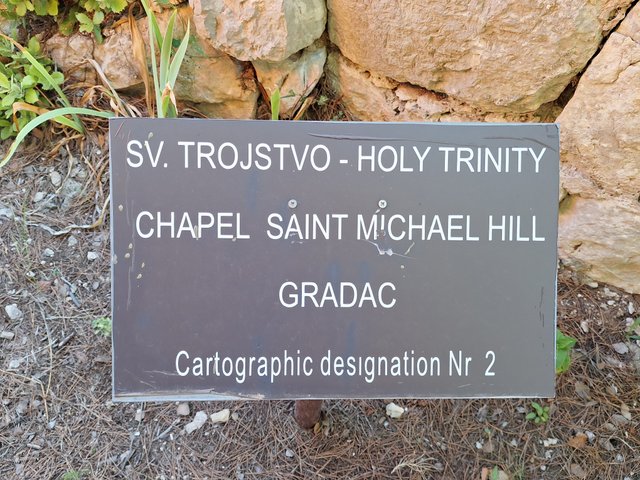 SV. TROJSTVO - HOLY TRINITY
CHAPEL SAINT MICHAEL HILL
GRADAC
Cartographic designation Nr 2